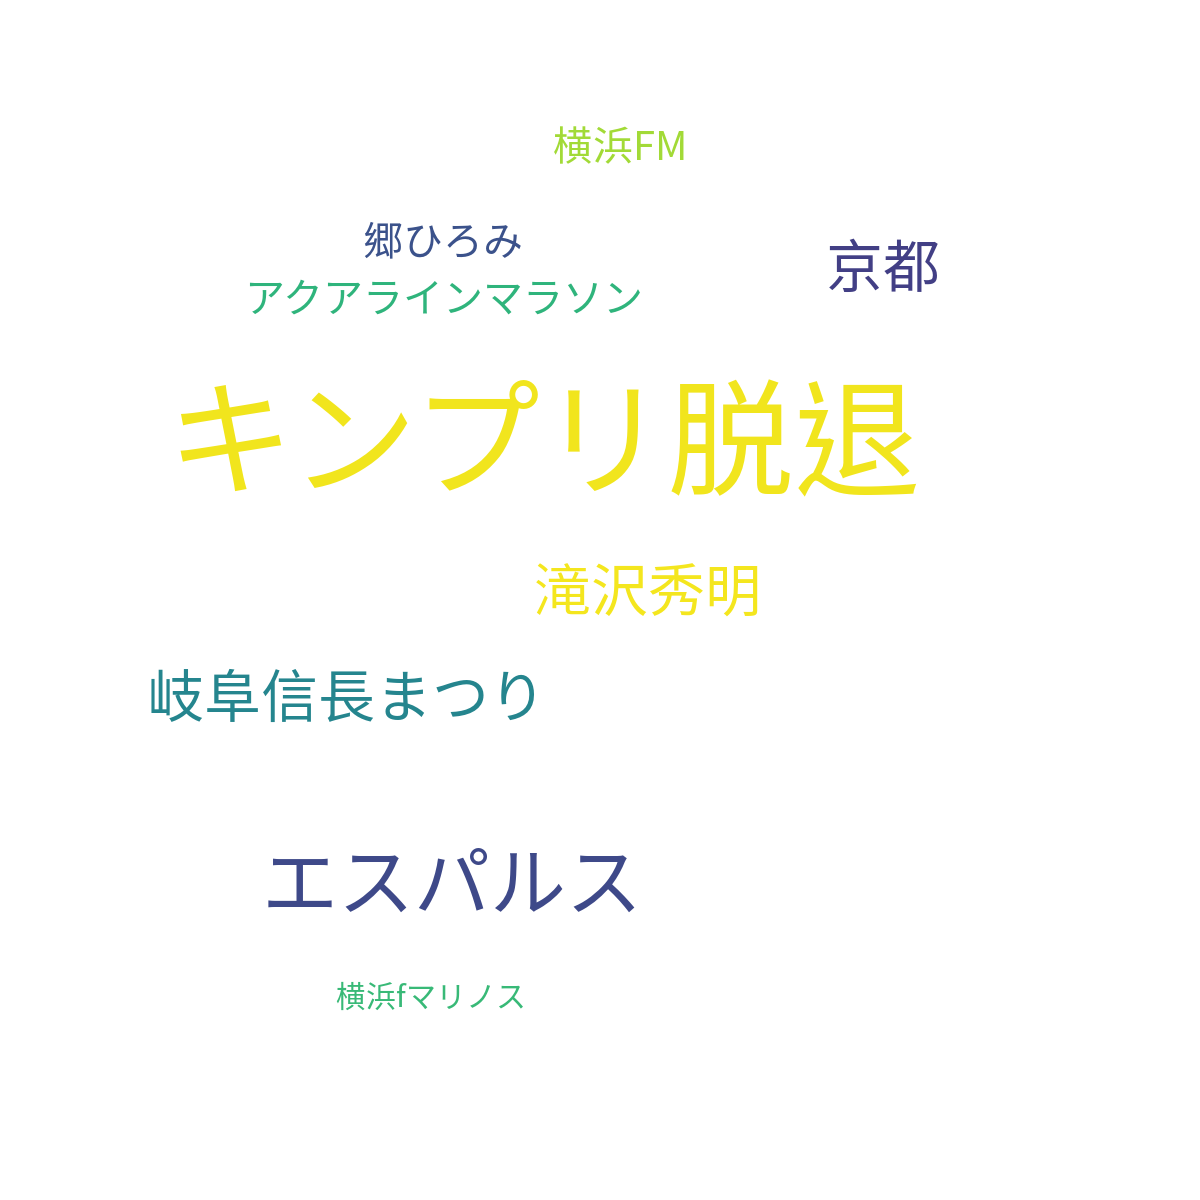 横浜FM
郷ひろみ
京都
アクアラインマラソン
キンプリ脱退
滝沢秀明
岐阜信長まつり
エスパルス
横浜fマリノス